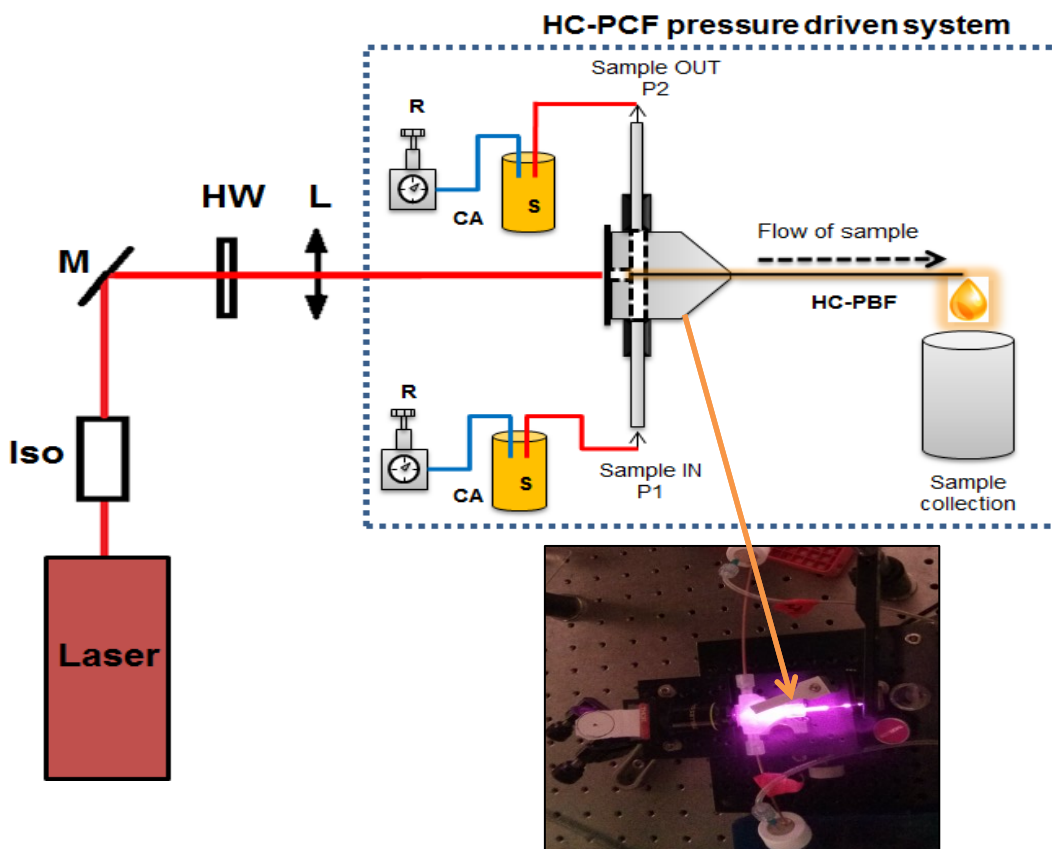 HC-PCF pressure driven system
Sample OUT
P2
R
CA
S
HW
L
M
Flow of sample
HC-PBF
Iso
R
CA
S
Sample IN
P1
Sample
collection
Laser